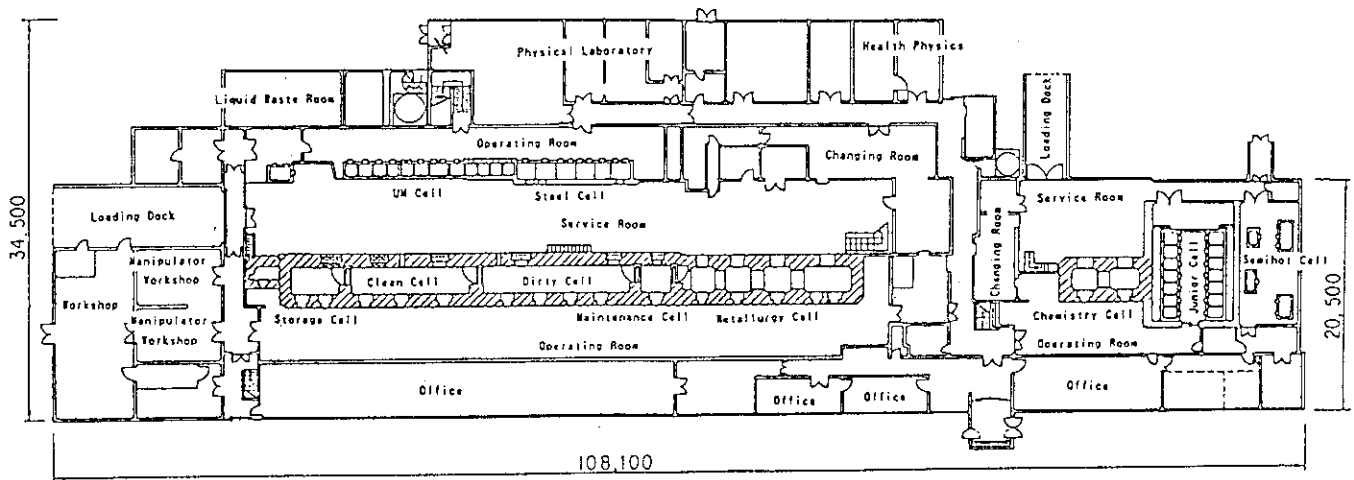 Physical Laboratory
Health Physics
Liquid Waste Room
Loading Dock
Operating Room
Changing Room
UM Cell
Steel Cell
Service Room
Loading Dock
Service Room
34,500
Manipulator
Workshop
Workshop
Clean Cell
Dirty Cell
Changing Room
Junior Cell
Semihot Cell
20,500
Manipulator
Workshop
Storage Cell
Maintenance Cell
Metallurgy Cell
Chemistry Cell
Operating Room
Operating Room
Office
Office
Office
Office
108,100